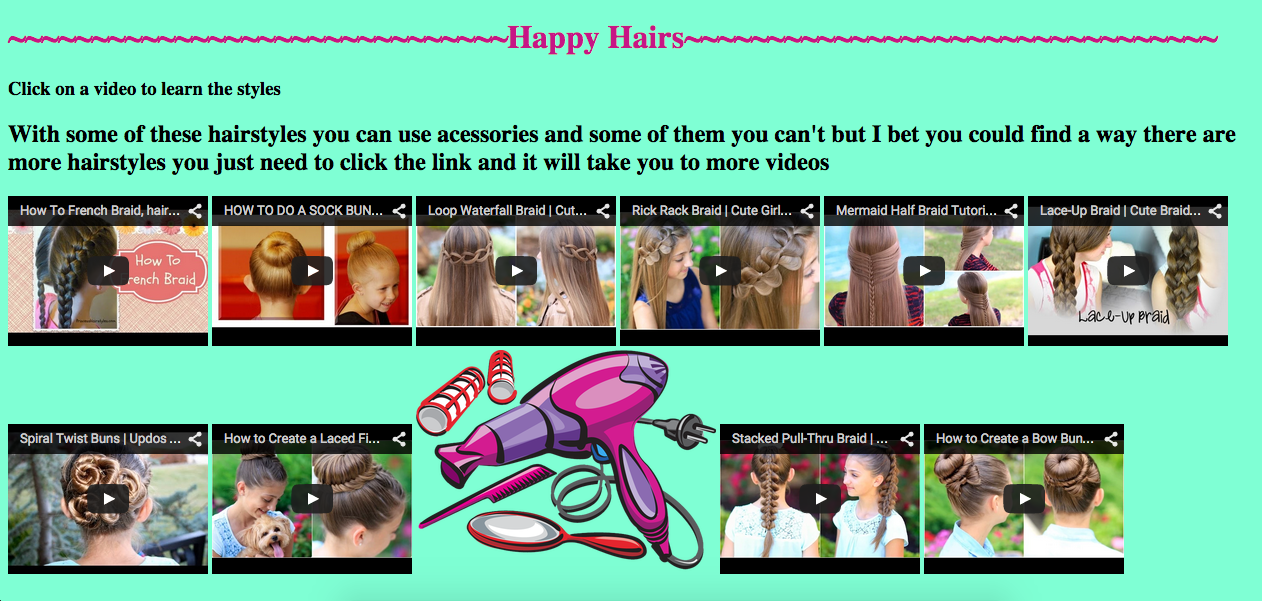 ~~~~~~~~~~~~~~~~~~~~~~~~~~~~~~Happy Hairs~~~~~~~~~~~~~~~~~~~~~~~~~~~~~~~~
Click on a video to learn the styles
With some of these hairstyles you can use acessories and some of them you can't but I bet you could find a way there are
more hairstyles you just need to click the link and it will take you to more videos
How To French Braid, hair...
HOW TO DO A SOCK BUN...
Loop Waterfall Braid | Cut...
Rick Rack Braid | Cute Girl...
Mermaid Half Braid Tutori...
Lace-Up Braid | Cute Braid...
How To
rench Braid
Lace-Up Braid
Spiral Twist Buns | Updos ...
How to Create a Laced Fi...
Stacked Pull-Thru Braid | ...
How to Create a Bow Bun...